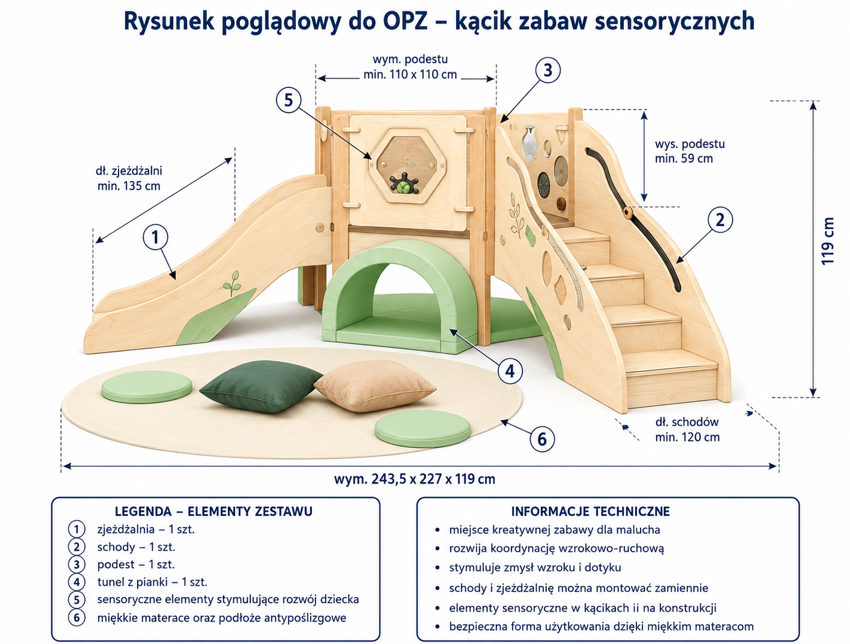 Rysunek poglądowy do OPZ – kącik zabaw sensorycznych
wym. podestu
min. 110 x 110 cm
3
5
wys. podestu
min. 59 cm
dł. zjeżdżalni
min. 135 cm
1
2
119 cm
4
dł. schodów
min. 120 cm
6
wym. 243,5 x 227 x 119 cm
LEGENDA – ELEMENTY ZESTAWU
1 zjeżdżalnia – 1 szt.
2 schody – 1 szt.
3 podest – 1 szt.
4 tunel z pianki – 1 szt.
5 sensoryczne elementy stymulujące rozwój dziecka
6 miękkie materace oraz podłoże antypoślizgowe
INFORMACJE TECHNICZNE
• miejsce kreatywnej zabawy dla malucha
• rozwija koordynację wzrokowo-ruchową
• stymuluje zmysł wzroku i dotyku
• schody i zjeżdżalnię można montować zamiennie
• elementy sensoryczne w kącikach ii na konstrukcji
• bezpieczna forma użytkowania dzięki miękkim materacom